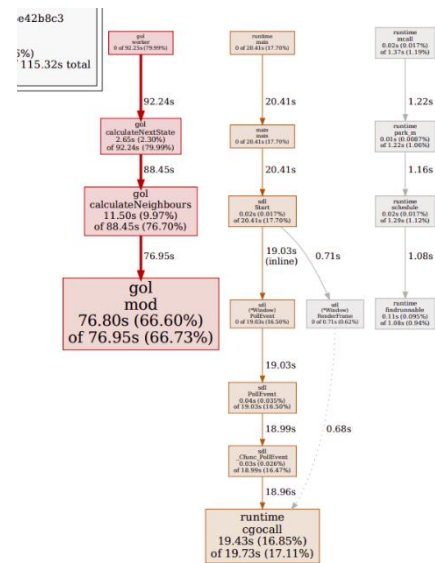 e42b8c3
6%)
115.32s total
gol
worker
0 of 92.25s (79.99%)
92.24s
gol
calculateNextState
2.65s (2.30%)
of 92.24s (79.99%)
88.45s
gol
calculateNeighbours
11.50s (9.97%)
of 88.45s (76.70%)
76.95s
gol
mod
76.80s (66.60%)
of 76.95s (66.73%)
runtime
main
0 of 20.41s (17.70%)
20.41s
main
main
0 of 20.41s (17.70%)
20.41s
sdl
Start
0.02s (0.017%)
of 20.41s (17.70%)
19.03s
(inline)
0.71s
sdl
(*Window)
PollEvent
0 of 19.03s (16.50%)
sdl
(*Window)
RenderFrame
0 of 0.71s (0.62%)
19.03s
sdl
PollEvent
0.04s (0.035%)
of 19.03s (16.50%)
18.99s
0.68s
sdl
_Cfunc_PollEvent
0.03s (0.026%)
of 18.99s (16.47%)
18.96s
runtime
cgocall
19.43s (16.85%)
of 19.73s (17.11%)
runtime
mcall
0.02s (0.017%)
of 1.37s (1.19%)
1.22s
runtime
park_m
0.01s (0.0087%)
of 1.22s (1.06%)
1.16s
runtime
schedule
0.02s (0.017%)
of 1.29s (1.12%)
1.08s
runtime
findrunnable
0.11s (0.095%)
of 1.08s (0.94%)